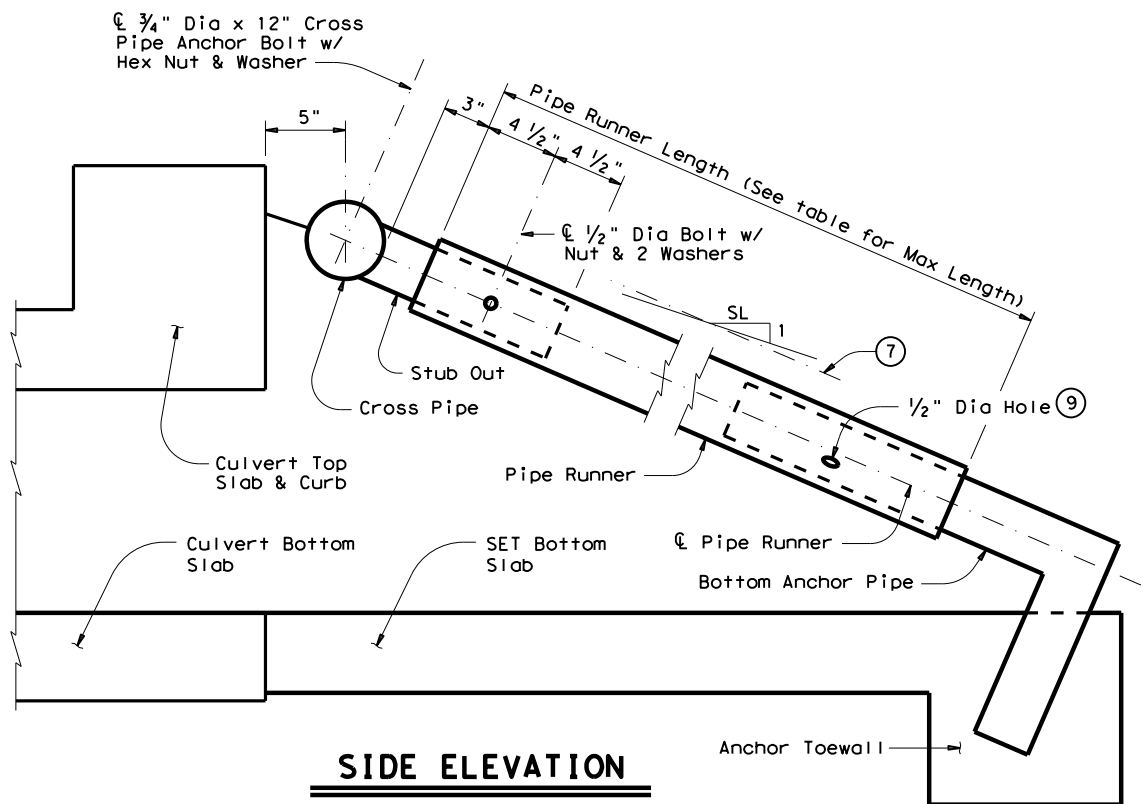 ℄ 3/4" Dia x 12" Cross
Pipe Anchor Bolt w/
Hex Nut & Washer
5"
3"
4 1/2"
4 1/2"
Pipe Runner Length (See table for Max Length)
℄ 1/2" Dia Bolt w/
Nut & 2 Washers
SL
1
7
Stub Out
Cross Pipe
1/2" Dia Hole 9
Culvert Top
Slab & Curb
Pipe Runner
Culvert Bottom
Slab
SET Bottom
Slab
℄ Pipe Runner
Bottom Anchor Pipe
Anchor Toewall
SIDE ELEVATION